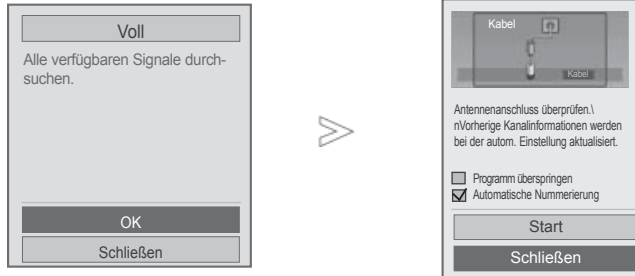 Voll
Alle verfügbaren Signale durch-
suchen.
OK
Schließen
Kabel
Kabel
Antennenanschluss überprüfen.\
nVorherige Kanalinformationen werden
bei der autom. Einstellung aktualisiert.
Programm überspringen
Automatische Nummerierung
Start
Schließen